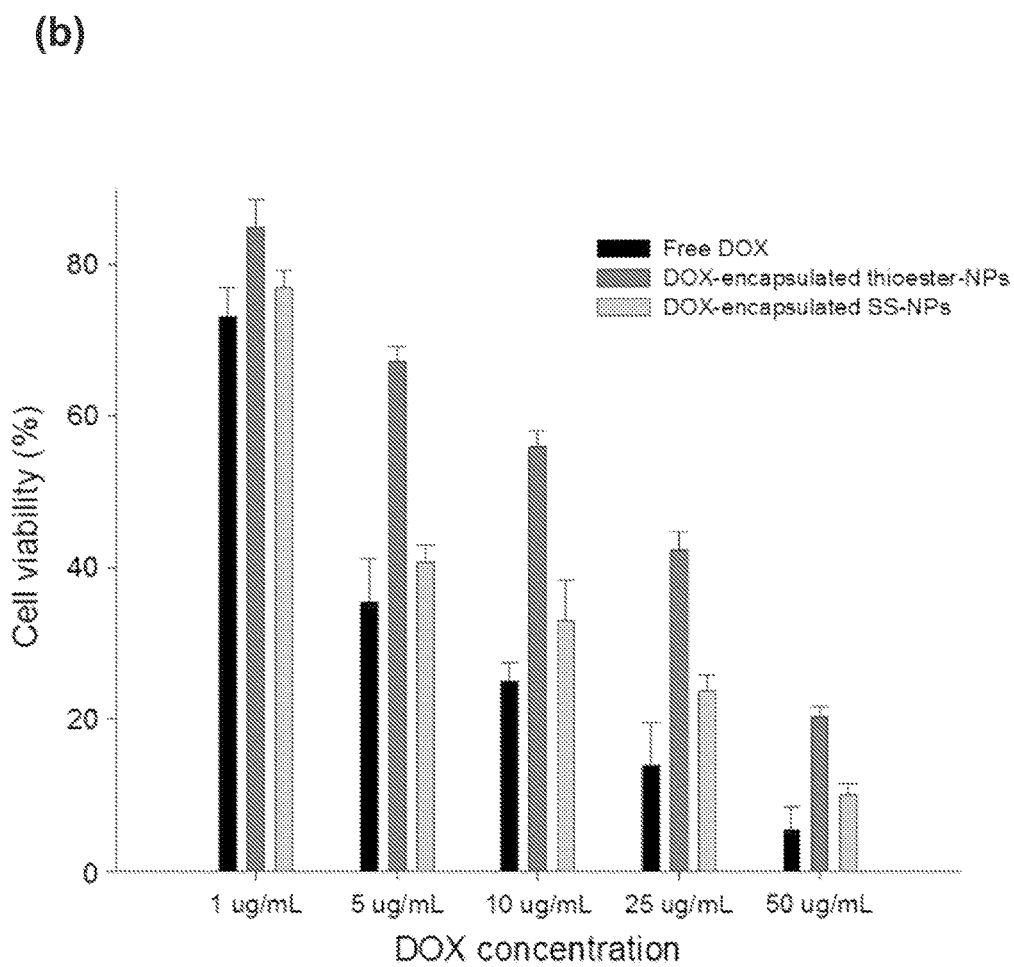 (b)
Free DOX
DOX-encapsulated thioester-NPs
DOX-encapsulated SS-NPs
Cell viability (%)
80
60
40
20
0
1 ug/mL 5 ug/mL 10 ug/mL 25 ug/mL 50 ug/mL
DOX concentration